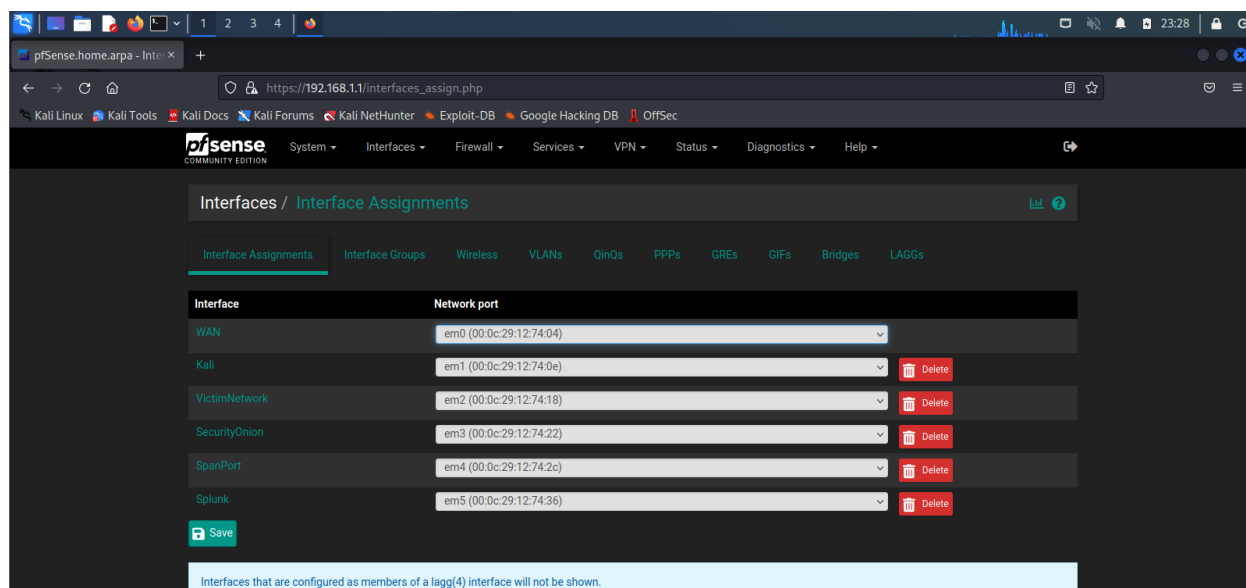 1 2 3 4
23:28
pfSense.home.arpa - Inte
https://192.168.1.1/interfaces_assign.php
Kali Linux Kali Tools Kali Docs Kali Forums Kali NetHunter Exploit-DB Google Hacking DB OffSec
pfsense System Interfaces Firewall Services VPN Status Diagnostics Help
COMMUNITY EDITION
Interfaces / Interface Assignments
Interface Assignments Interface Groups Wireless VLANs QinQs PPPs GREs GIFs Bridges LAGGs
Interface Network port
WAN em0 (00:0c:29:12:74:04)
Kali em1 (00:0c:29:12:74:0e) Delete
VictimNetwork em2 (00:0c:29:12:74:18) Delete
SecurityOnion em3 (00:0c:29:12:74:22) Delete
SpanPort em4 (00:0c:29:12:74:2c) Delete
Splunk em5 (00:0c:29:12:74:36) Delete
Save
Interfaces that are configured as members of a lagg(4) interface will not be shown.